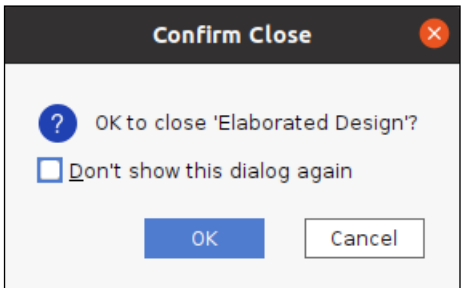 Confirm Close
OK to close 'Elaborated Design'?
Don't show this dialog again
OK
Cancel